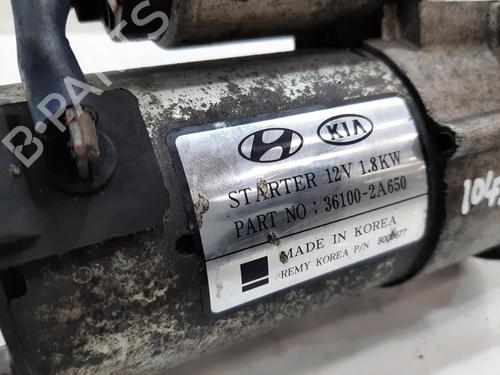 KIA
STARTER 12V 1.8KW
PART NO : 36100-2A650
MADE IN KOREA
REMY KOREA P/N
B-PARTS